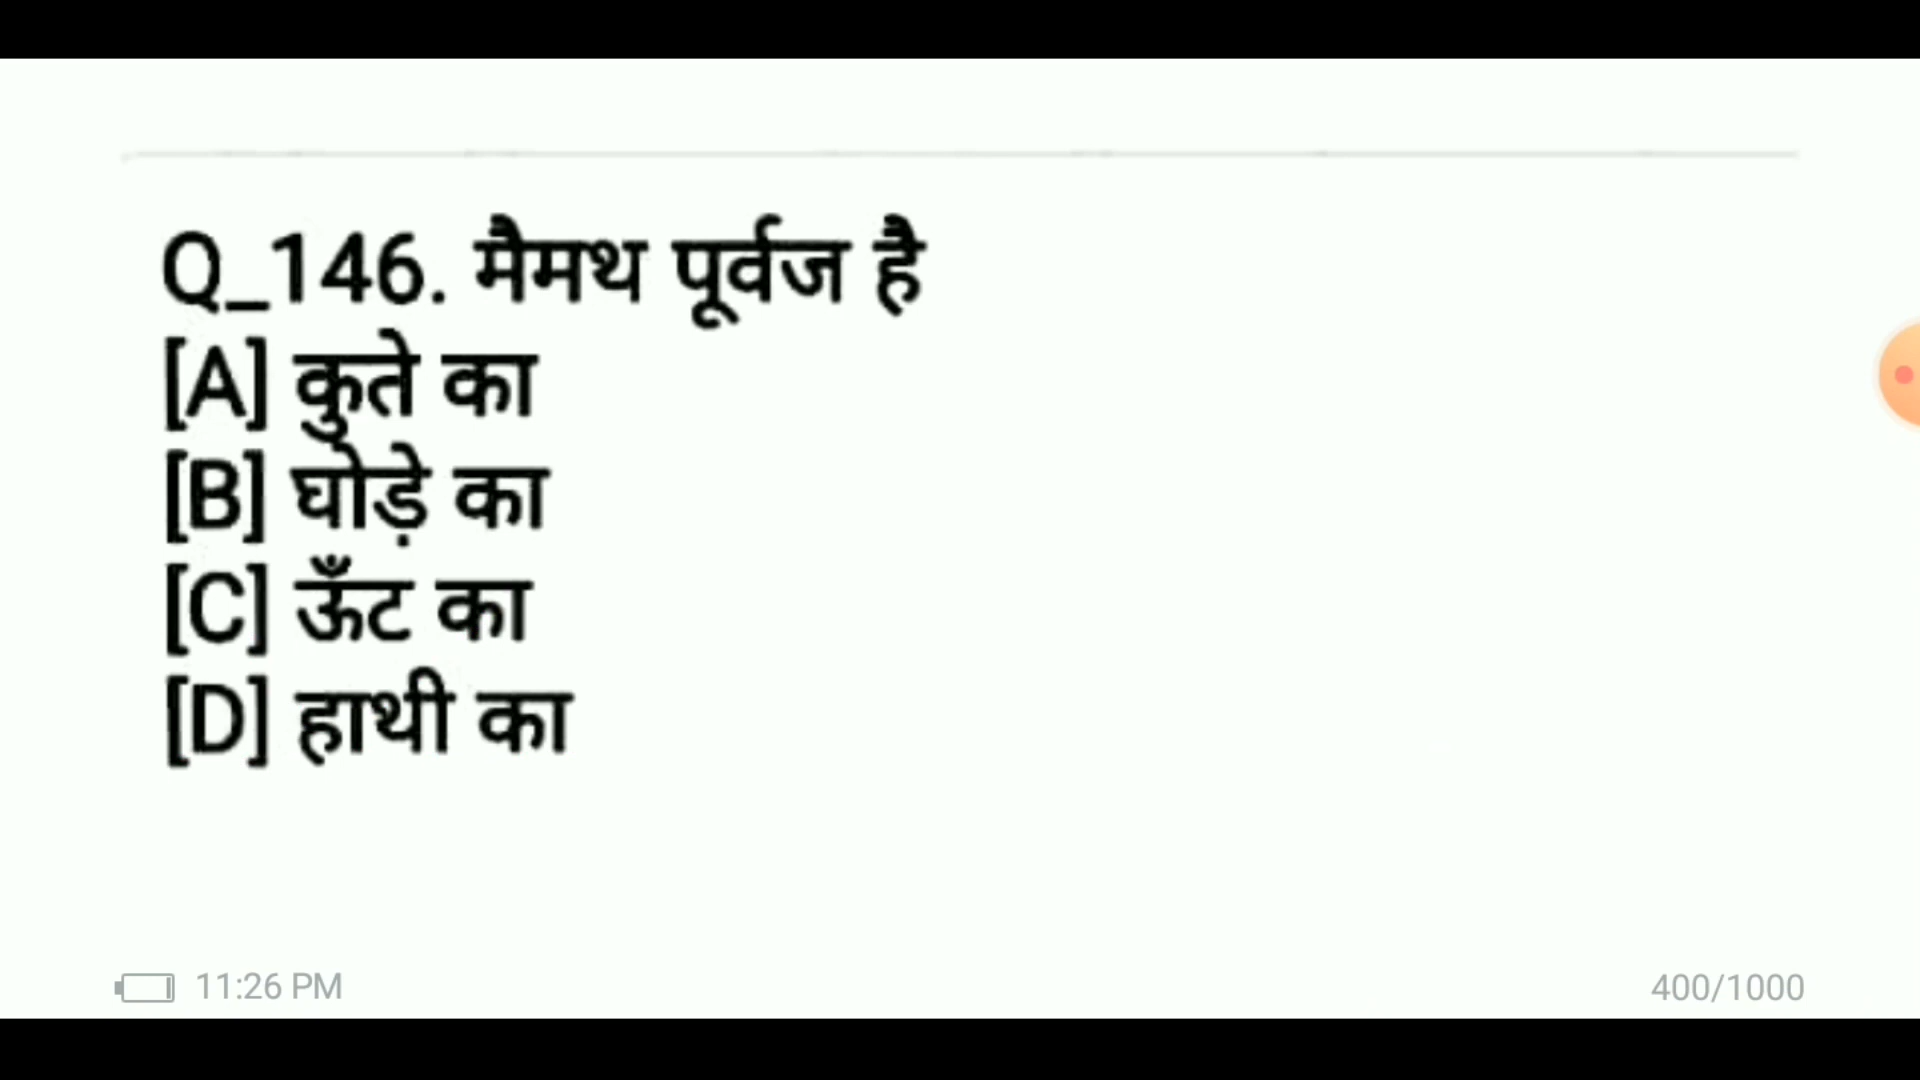 Q_146. मैमथ पूर्वज है
[A] कुते का
[B] घोड़े का
[C] ऊँट का
[D] हाथी का
11:26 PM
400/1000